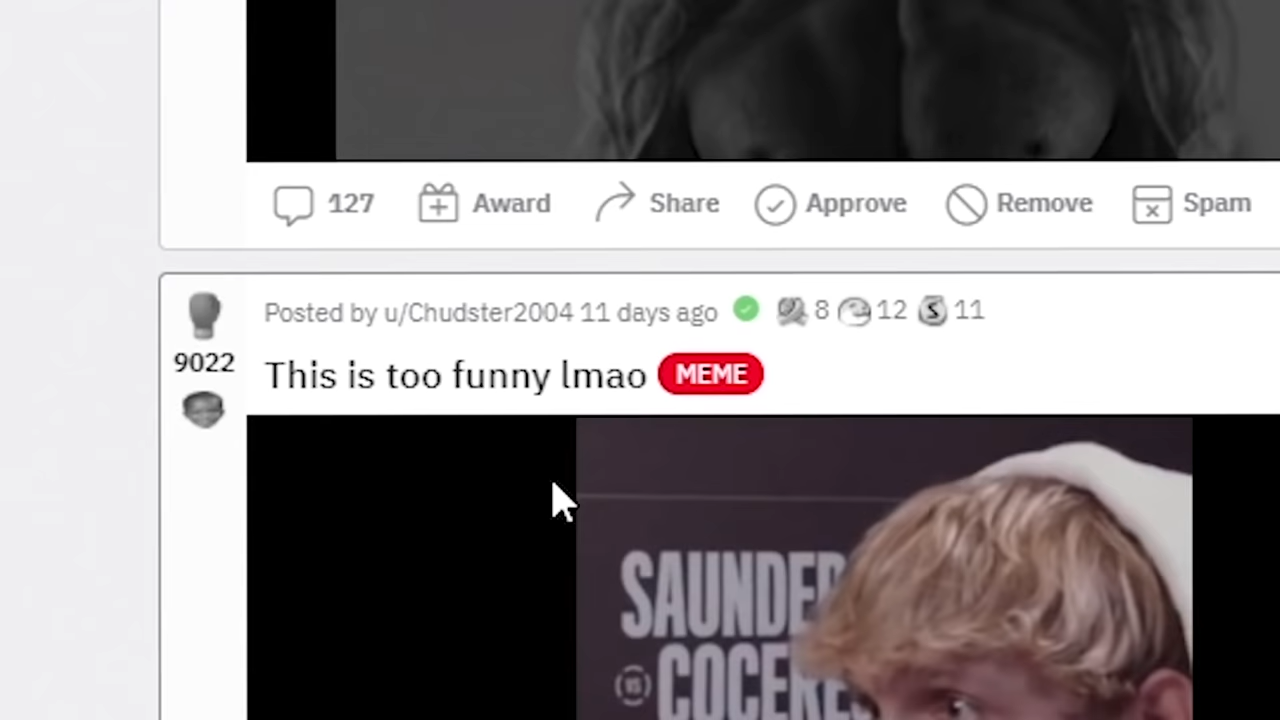 127 Award Share Approve Remove Spam
Posted by u/Chudster2004 11 days ago 8 12 11
9022
This is too funny lmao MEME
SAUNDER
VS
COCERES